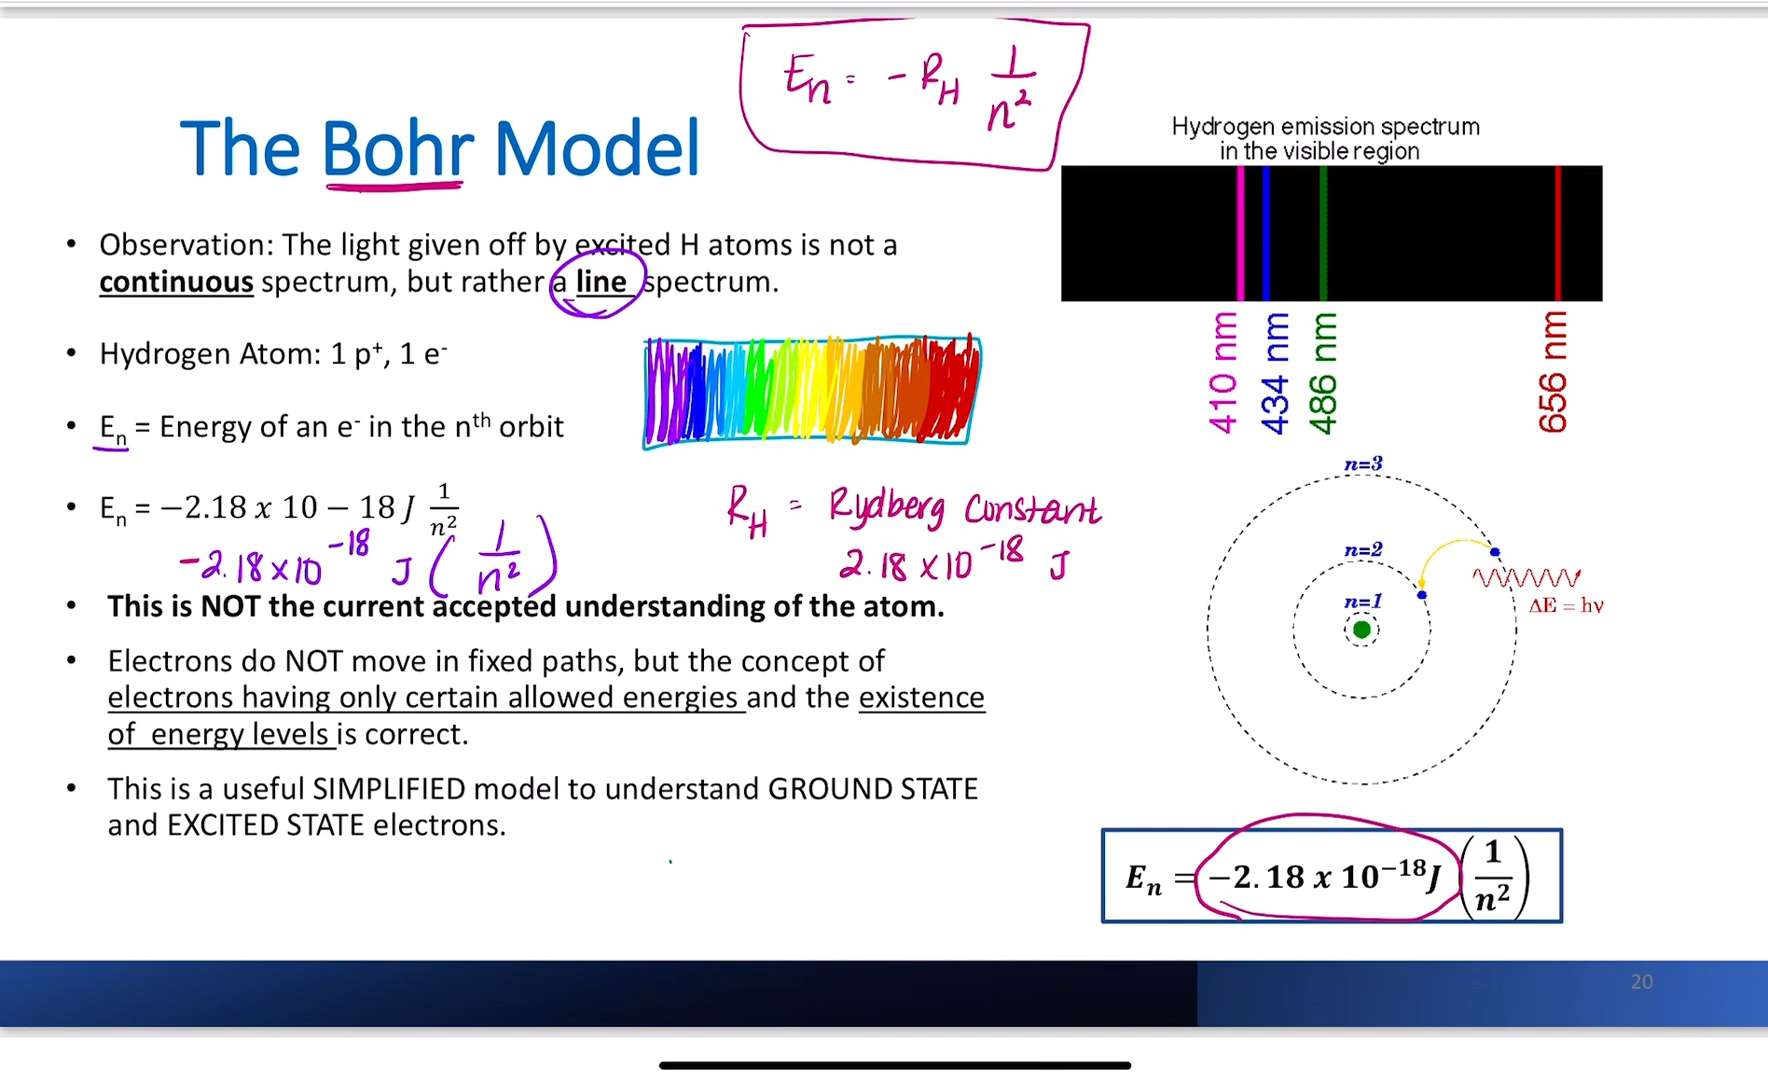 Eₙ = - R_H 1/n²
The Bohr Model
• Observation: The light given off by excited H atoms is not a
continuous spectrum, but rather a line spectrum.
• Hydrogen Atom: 1 p⁺, 1 e⁻
• Eₙ = Energy of an e⁻ in the nᵗʰ orbit
• Eₙ = −2.18 x 10 − 18 J 1/n²
-2.18 x 10⁻¹⁸ J (1/n²)
R_H = Rydberg Constant
2.18 x 10⁻¹⁸ J
• This is NOT the current accepted understanding of the atom.
• Electrons do NOT move in fixed paths, but the concept of
electrons having only certain allowed energies and the existence
of energy levels is correct.
• This is a useful SIMPLIFIED model to understand GROUND STATE
and EXCITED STATE electrons.
Hydrogen emission spectrum
in the visible region
410 nm
434 nm
486 nm
656 nm
n=3
n=2
n=1
ΔE = hν
Eₙ = −2.18 x 10⁻¹⁸J (1/n²)
20